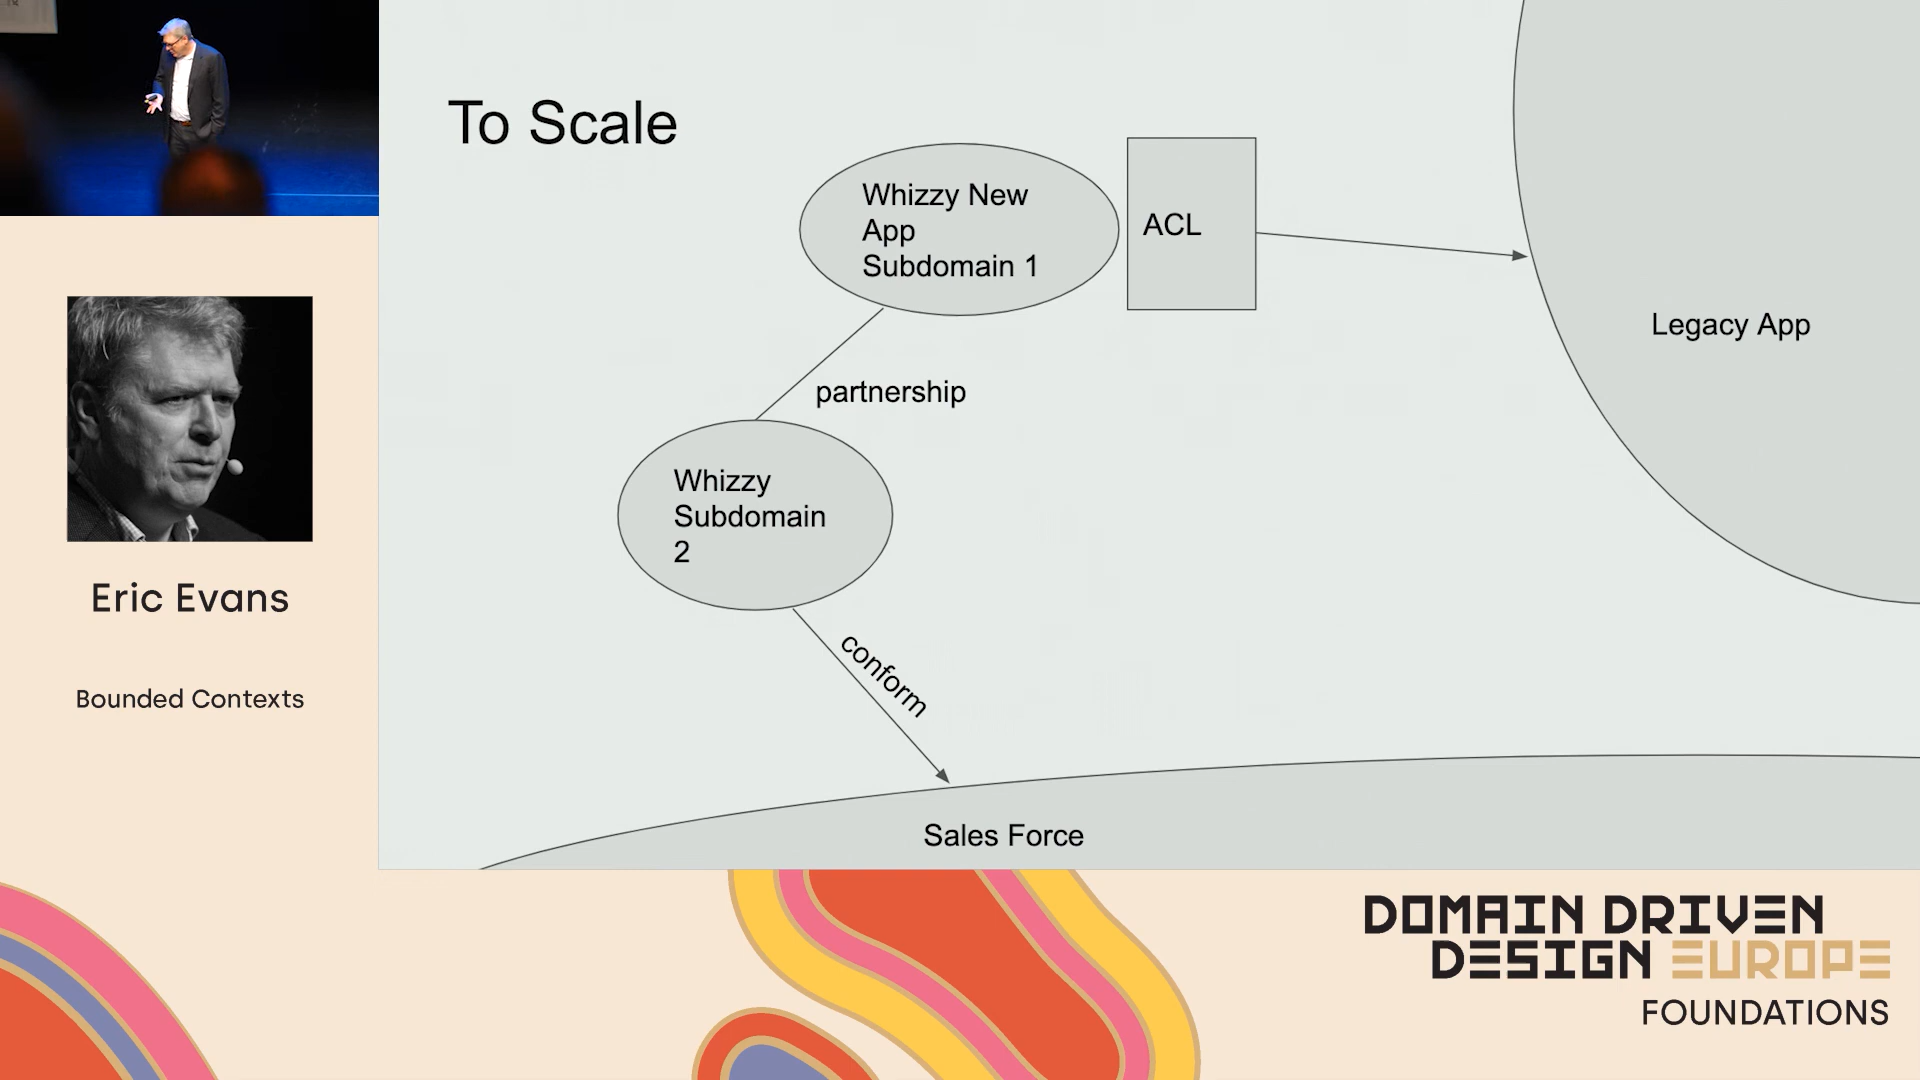 To Scale
Whizzy New
App
Subdomain 1
ACL
Legacy App
partnership
Whizzy
Subdomain
2
conform
Sales Force
Eric Evans
Bounded Contexts
DOMAIN DRIVEN
DESIGN EUROPE
FOUNDATIONS